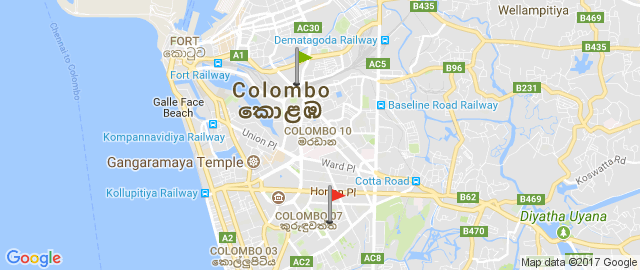 B435
Wellampitiya
AC30
B469
FORT
කොටුව
Dematagoda Railway
B435
A1
AC5
B96
Fort Railway
Chennai to Colombo
Colombo
කොළඹ
B231
Galle Face
Beach
Baseline Road Railway
COLOMBO 10
මරදාන
Kompannavidiya Railway
Union Pl
Gangaramaya Temple
Ward Pl
Koswatta Rd
Cotta Road
Kollupitiya Railway
Horton Pl
B62
B469
COLOMBO 07
කුරුඳුවත්ත
Diyatha Uyana
A2
B470
COLOMBO 03
කොල්ලුපිටිය
AC2
AC8
Google
Map data ©2017 Google